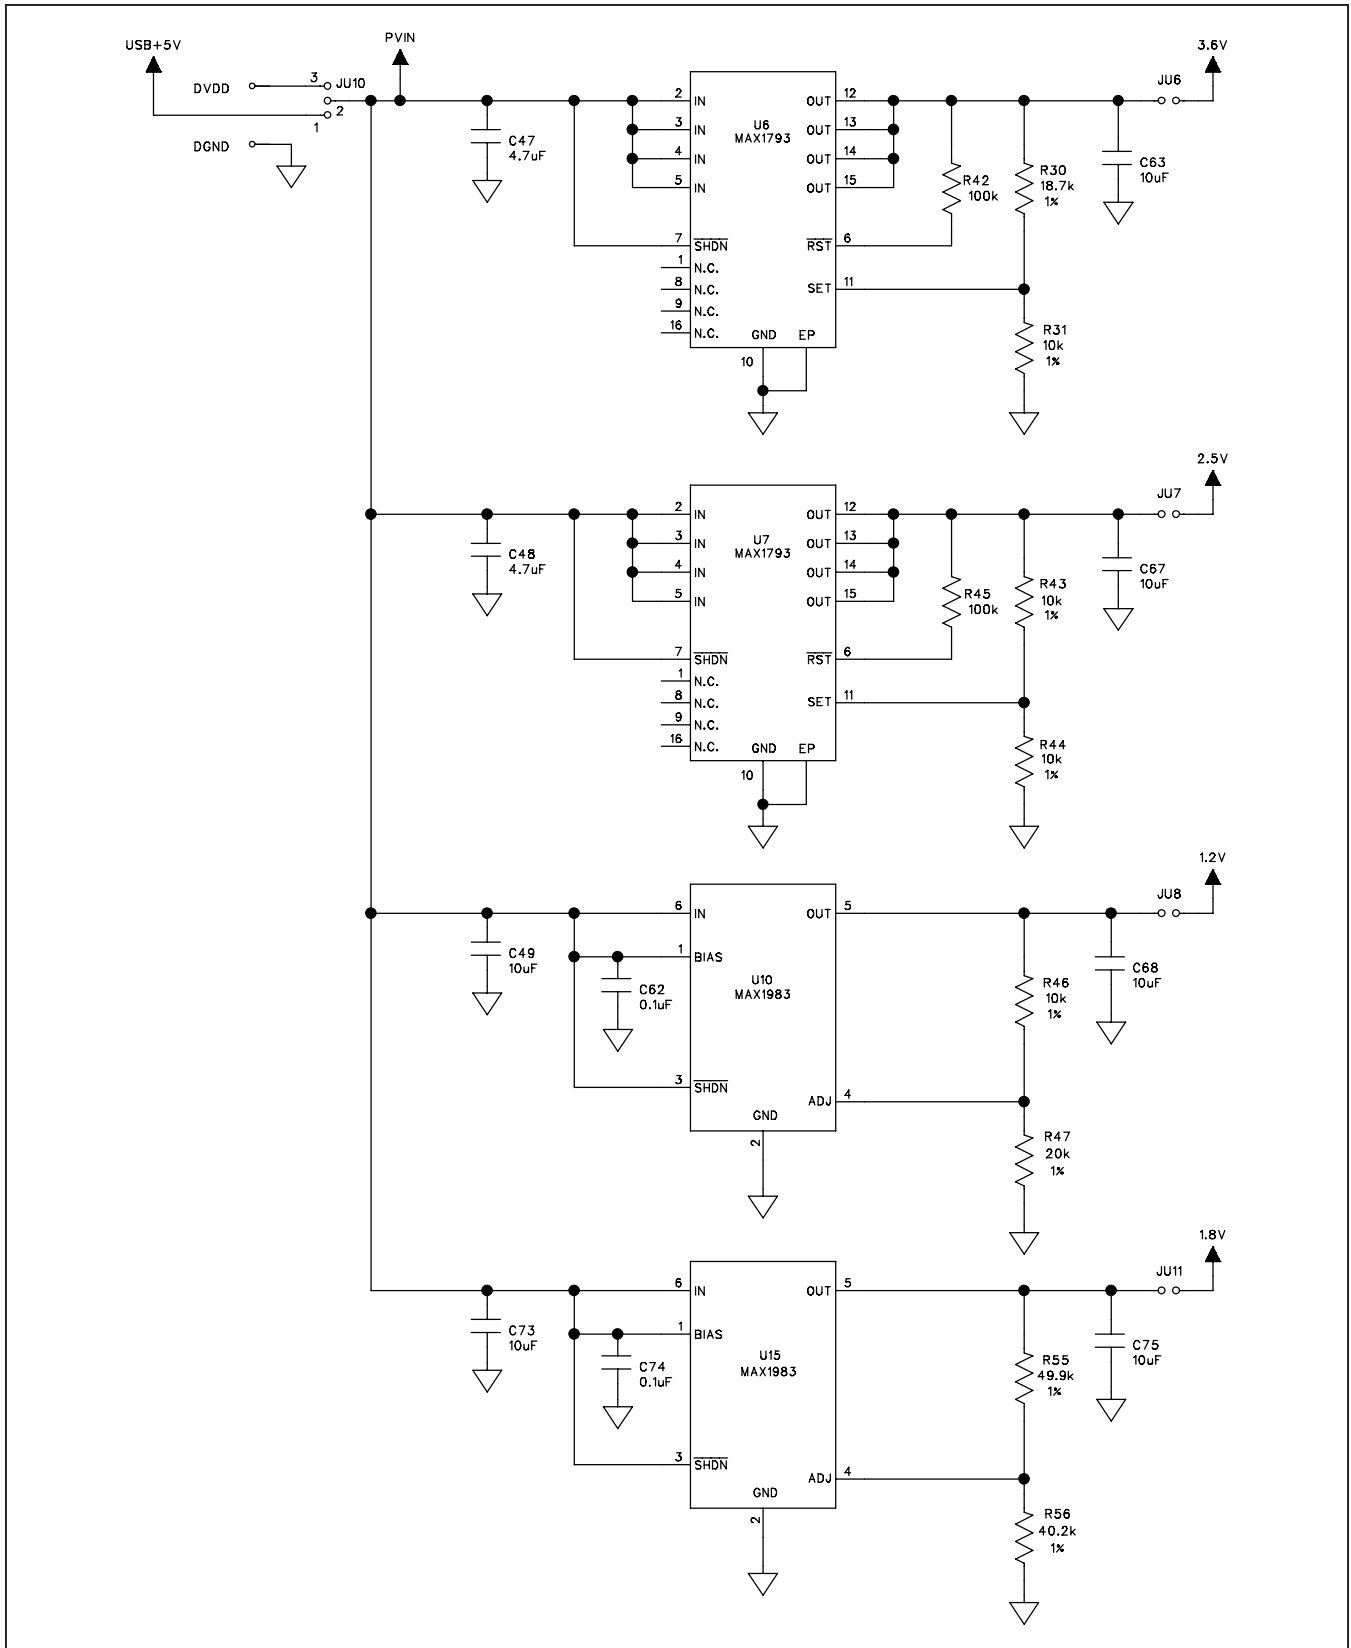 USB+5V
PVIN
3.6V
DVDD
3
JU10
2
1
DGND
C47
4.7uF
2 IN
3 IN
4 IN
5 IN
7 SHDN
1 N.C.
8 N.C.
9 N.C.
16 N.C.
U6
MAX1793
OUT 12
OUT 13
OUT 14
OUT 15
RST 6
SET 11
GND EP
10
R42
100k
R30
18.7k
1%
R31
10k
1%
C63
10uF
JU6
2.5V
C48
4.7uF
2 IN
3 IN
4 IN
5 IN
7 SHDN
1 N.C.
8 N.C.
9 N.C.
16 N.C.
U7
MAX1793
OUT 12
OUT 13
OUT 14
OUT 15
RST 6
SET 11
GND EP
10
R45
100k
R43
10k
1%
R44
10k
1%
C67
10uF
JU7
1.2V
C49
10uF
C62
0.1uF
6 IN
1 BIAS
3 SHDN
U10
MAX1983
OUT 5
ADJ 4
GND
2
R46
10k
1%
R47
20k
1%
C68
10uF
JU8
1.8V
C73
10uF
C74
0.1uF
6 IN
1 BIAS
3 SHDN
U15
MAX1983
OUT 5
ADJ 4
GND
2
R55
49.9k
1%
R56
40.2k
1%
C75
10uF
JU11